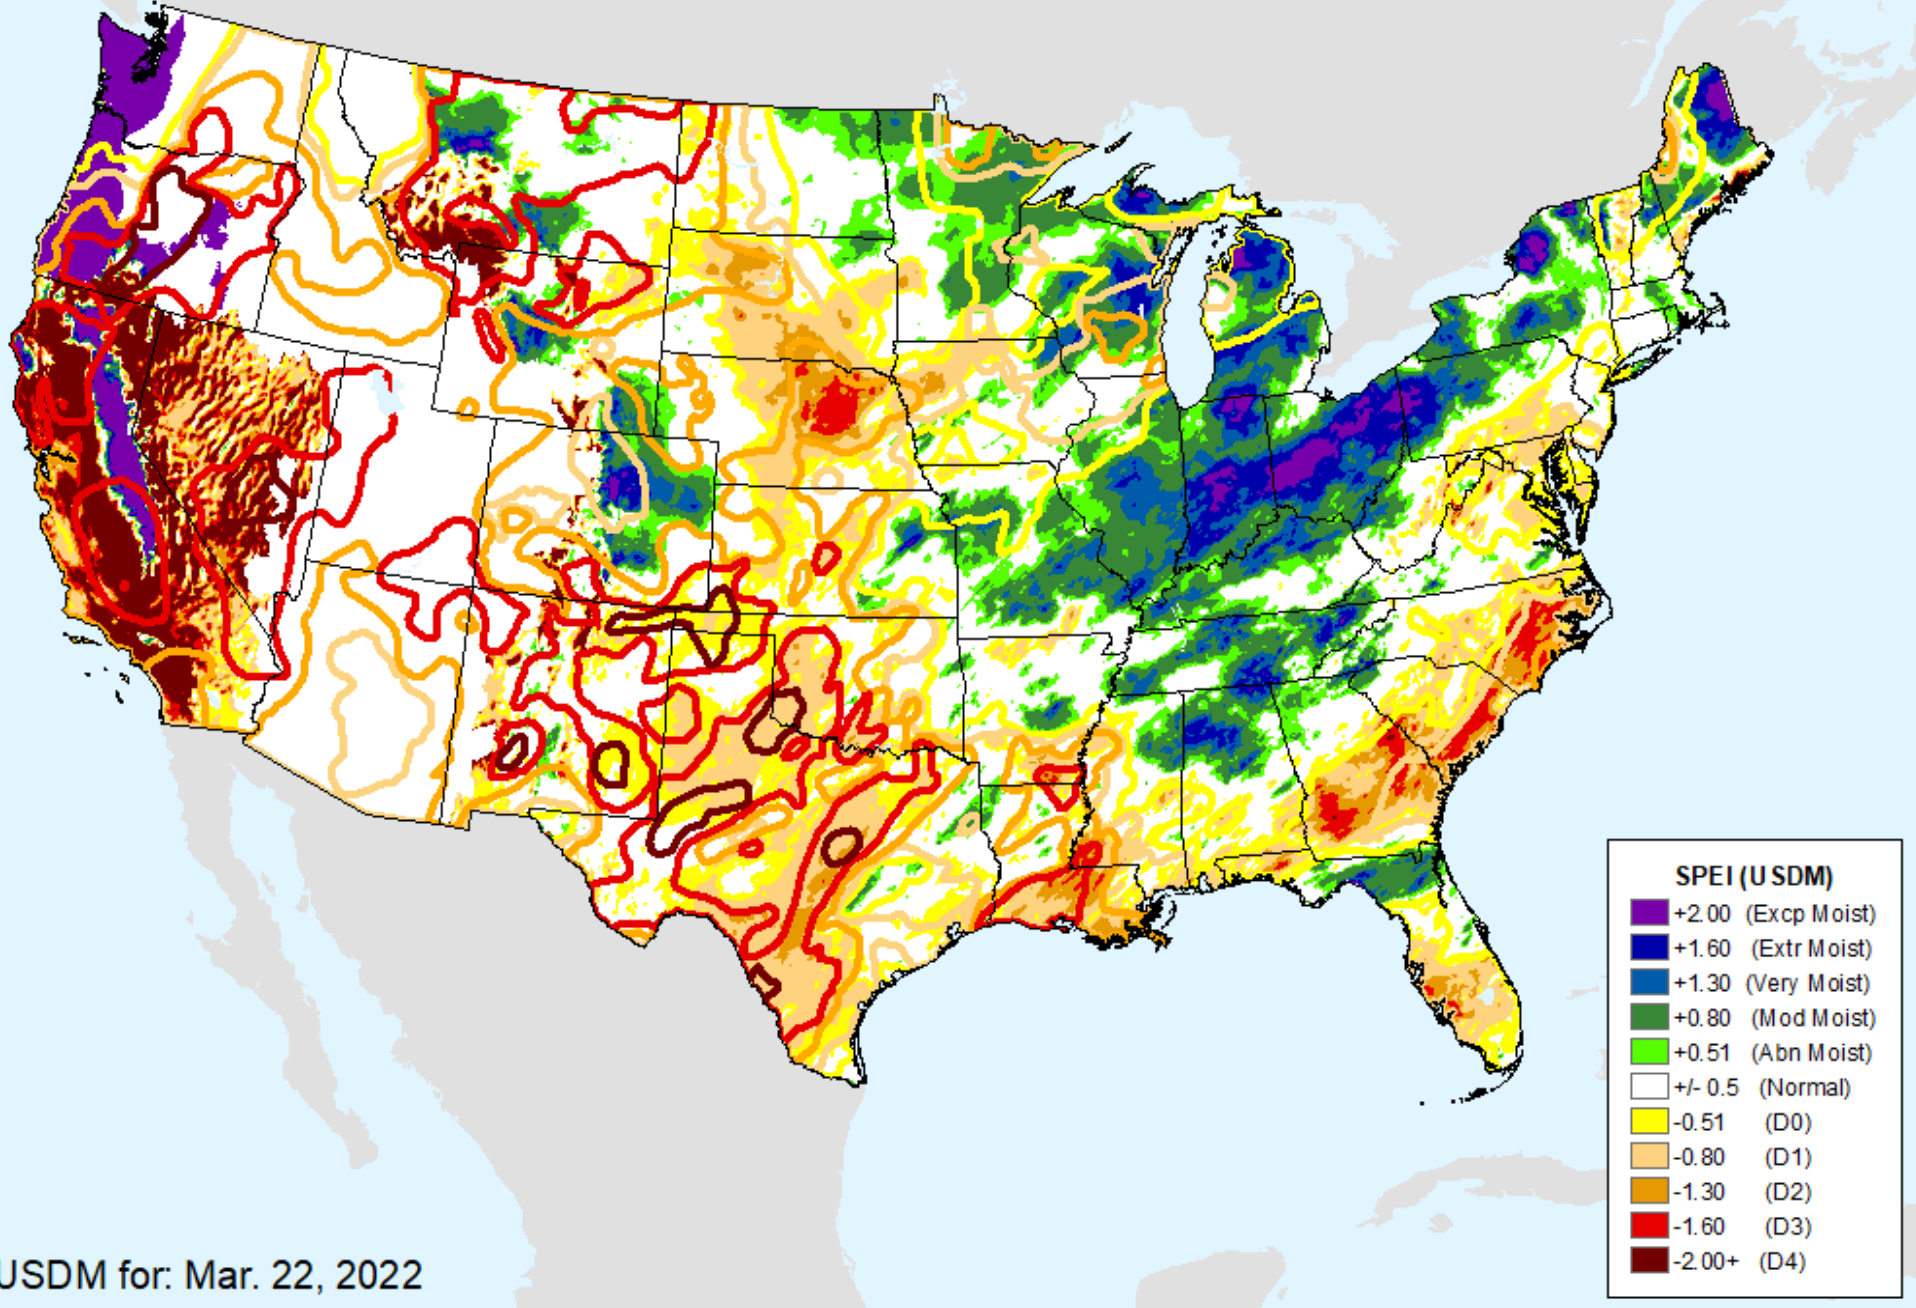 SPEI (USDM)
+2.00 (Excp Moist)
+1.60 (Extr Moist)
+1.30 (Very Moist)
+0.80 (Mod Moist)
+0.51 (Abn Moist)
+/- 0.5 (Normal)
-0.51 (D0)
-0.80 (D1)
-1.30 (D2)
-1.60 (D3)
-2.00+ (D4)
USDM for: Mar. 22, 2022